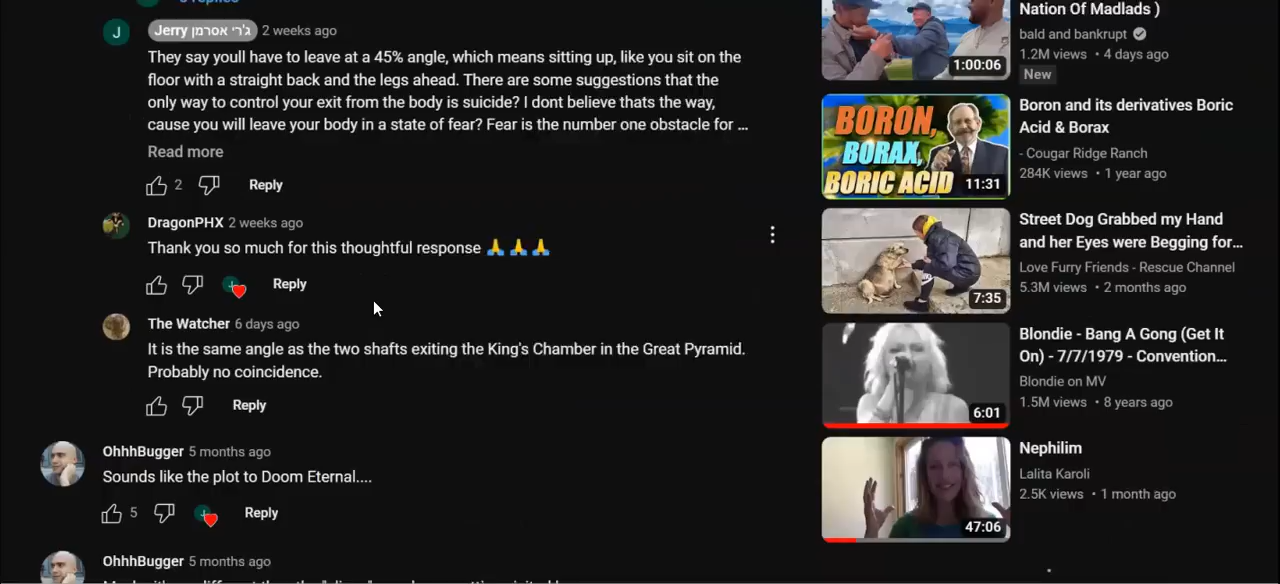 5 replies
J
Jerry ג'רי אסרמן 2 weeks ago
They say youll have to leave at a 45% angle, which means sitting up, like you sit on the
floor with a straight back and the legs ahead. There are some suggestions that the
only way to control your exit from the body is suicide? I dont believe thats the way,
cause you will leave your body in a state of fear? Fear is the number one obstacle for ...
Read more
2 Reply
DragonPHX 2 weeks ago
Thank you so much for this thoughtful response 🙏🙏🙏
Reply
The Watcher 6 days ago
It is the same angle as the two shafts exiting the King's Chamber in the Great Pyramid.
Probably no coincidence.
Reply
OhhhBugger 5 months ago
Sounds like the plot to Doom Eternal....
5 Reply
OhhhBugger 5 months ago
Nation Of Madlads )
bald and bankrupt
1.2M views • 4 days ago
New
1:00:06
BORON,
BORAX,
BORIC ACID
11:31
Boron and its derivatives Boric
Acid & Borax
- Cougar Ridge Ranch
284K views • 1 year ago
7:35
Street Dog Grabbed my Hand
and her Eyes were Begging for...
Love Furry Friends - Rescue Channel
5.3M views • 2 months ago
6:01
Blondie - Bang A Gong (Get It
On) - 7/7/1979 - Convention...
Blondie on MV
1.5M views • 8 years ago
47:06
Nephilim
Lalita Karoli
2.5K views • 1 month ago